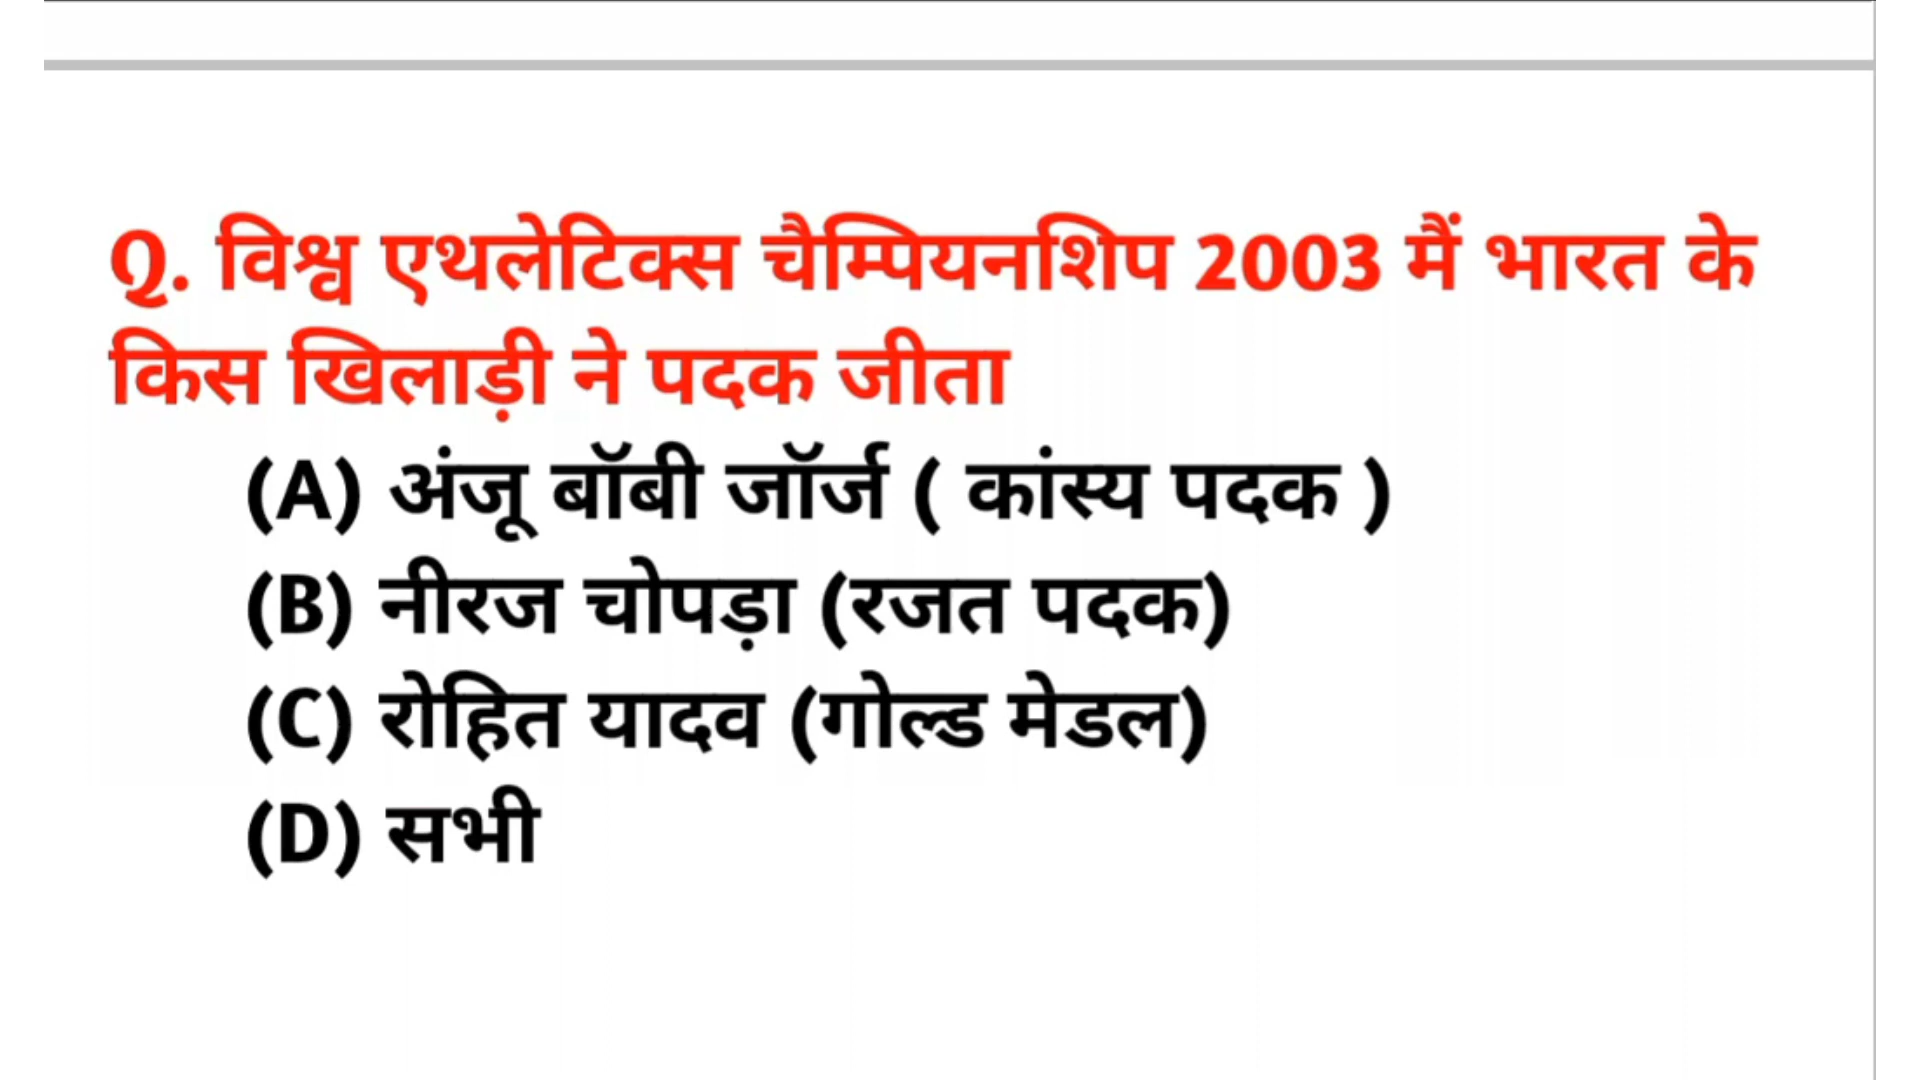 Q. विश्व एथलेटिक्स चैम्पियनशिप 2003 मैं भारत के
किस खिलाड़ी ने पदक जीता
(A) अंजू बॉबी जॉर्ज ( कांस्य पदक )
(B) नीरज चोपड़ा (रजत पदक)
(C) रोहित यादव (गोल्ड मेडल)
(D) सभी